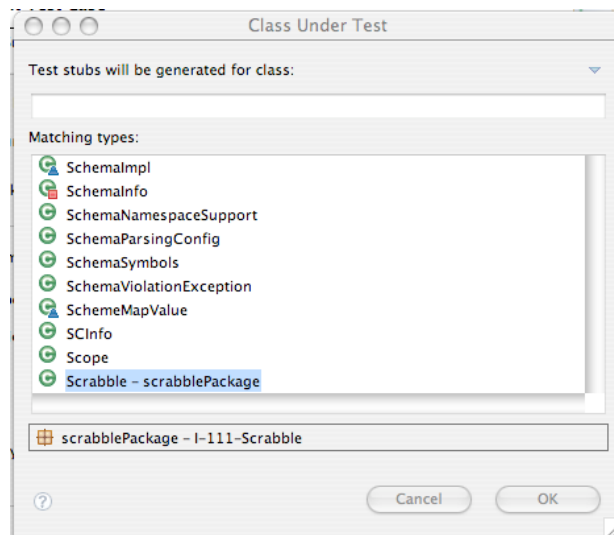 Class Under Test
Test stubs will be generated for class:
Matching types:
SchemaImpl
SchemaInfo
SchemaNamespaceSupport
SchemaParsingConfig
SchemaSymbols
SchemaViolationException
SchemeMapValue
SCInfo
Scope
Scrabble – scrabblePackage
scrabblePackage – I-111-Scrabble
?
Cancel
OK